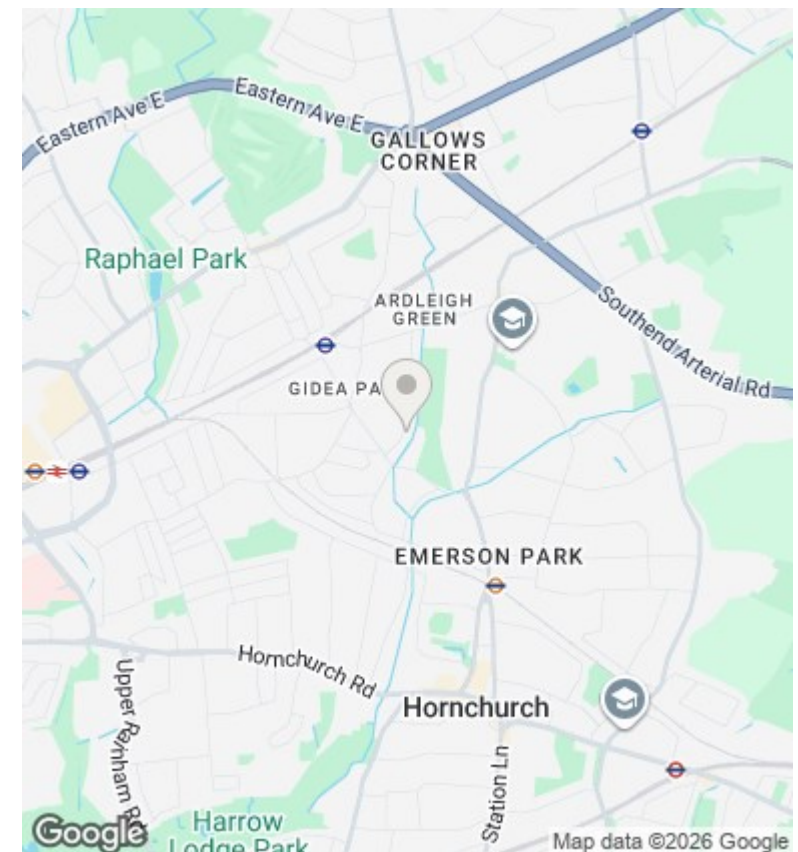 Eastern Ave E
Eastern Ave E
GALLOWS
CORNER
Raphael Park
ARDLEIGH
GREEN
Southend Arterial Rd
GIDEA PA
EMERSON PARK
Hornchurch Rd
Upper Rainham Rd
Hornchurch
Station Ln
Harrow
Lodge Park
Google
Map data ©2026 Google